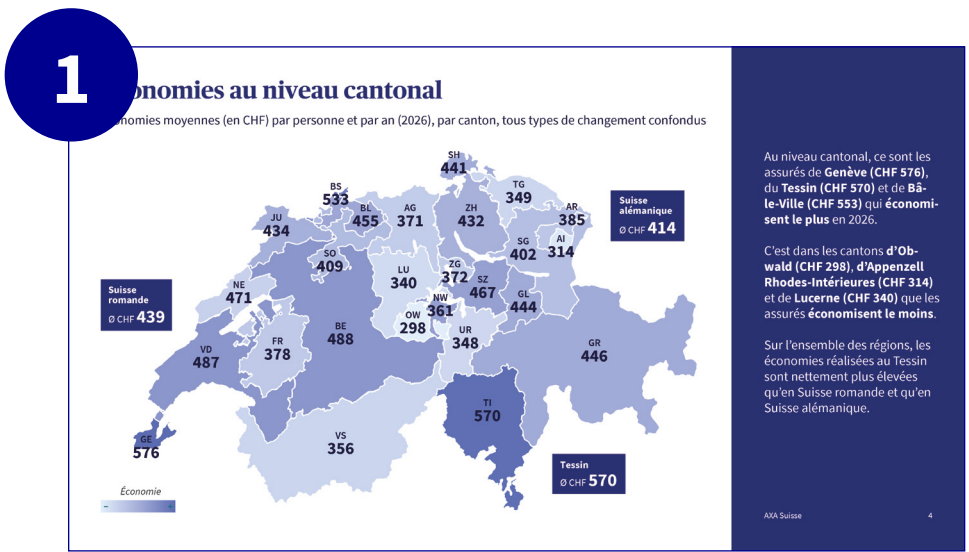 1
onomies au niveau cantonal
nomies moyennes (en CHF) par personne et par an (2026), par canton, tous types de changement confondus
SH
441
BS
533
BL
455
AG
371
ZH
432
TG
349
AR
385
AI
314
SG
402
JU
434
SO
409
Suisse
alémanique
Ø CHF 414
NE
471
LU
340
ZG
372
SZ
467
GL
444
NW
361
OW
298
UR
348
Suisse
romande
Ø CHF 439
BE
488
FR
378
VD
487
GR
446
TI
570
GE
576
VS
356
Tessin
Ø CHF 570
Économie
–
+
Au niveau cantonal, ce sont les
assurés de Genève (CHF 576),
du Tessin (CHF 570) et de Bâ-
le-Ville (CHF 553) qui économi-
sent le plus en 2026.
C'est dans les cantons d'Ob-
wald (CHF 298), d'Appenzell
Rhodes-Intérieures (CHF 314)
et de Lucerne (CHF 340) que les
assurés économisent le moins.
Sur l'ensemble des régions, les
économies réalisées au Tessin
sont nettement plus élevées
qu'en Suisse romande et qu'en
Suisse alémanique.
AXA Suisse
4